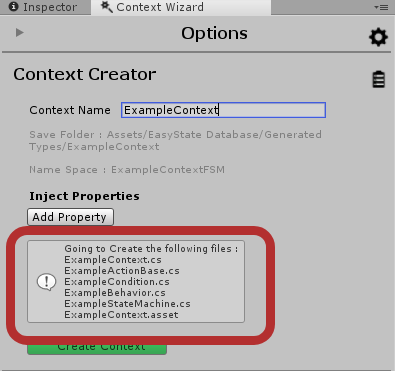 Inspector
Context Wizard
Options
Context Creator
Context Name ExampleContext
Save Folder : Assets/EasyState Database/Generated
Types/ExampleContext
Name Space : ExampleContextFSM
Inject Properties
Add Property
Going to Create the following files :
ExampleContext.cs
ExampleActionBase.cs
ExampleCondition.cs
ExampleBehavior.cs
ExampleStateMachine.cs
ExampleContext.asset
Create Context